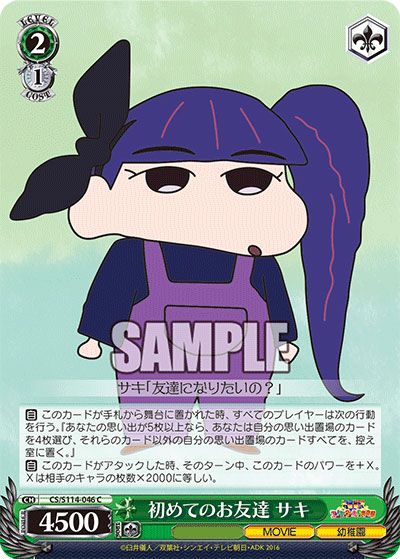 LEVEL
2
1
COST
SAMPLE
サキ「友達になりたいの？」
自 このカードが手札から舞台に置かれた時、すべてのプレイヤーは次の行動
を行う。『あなたの思い出が5枚以上なら、あなたは自分の思い出置場のカード
を4枚選び、それらのカード以外の自分の思い出置場のカードすべてを、控え
室に置く。』
自 このカードがアタックした時、そのターン中、このカードのパワーを＋X。
Xは相手のキャラの枚数×2000に等しい。
CH
CS/S114-046 C
4500
初めてのお友達 サキ
MOVIE
幼稚園
©臼井儀人／双葉社・シンエイ・テレビ朝日・ADK 2016